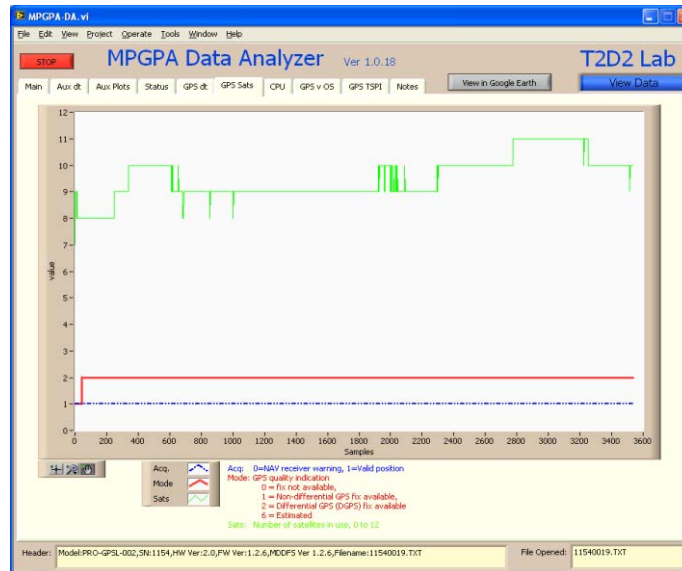 MPGPA-DA.vi
File Edit View Project Operate Tools Window Help
STOP
MPGPA Data Analyzer Ver 1.0.18
T2D2 Lab
Main Aux dt Aux Plots Status GPS dt GPS Sats CPU GPS v OS GPS TSPI Notes
View in Google Earth
View Data
12
11
10
9
8
7
6
5
4
3
2
1
0
value
0 200 400 600 800 1000 1200 1400 1600 1800 2000 2200 2400 2600 2800 3000 3200 3400 3600
Samples
Acq.
Mode
Sats
Acq: 0=NAV receiver warning, 1=Valid position
Mode: GPS quality indication
0 = fix not available,
1 = Non-differential GPS fix available,
2 = Differential GPS (DGPS) fix available
6 = Estimated
Sats: Number of satellites in use, 0 to 12
Header: Model:PRO-GPSL-002,SN:1154,HW Ver:2.0,FW Ver:1.2.6,MDDFS Ver 1.2.6,Filename:11540019.TXT
File Opened: 11540019.TXT